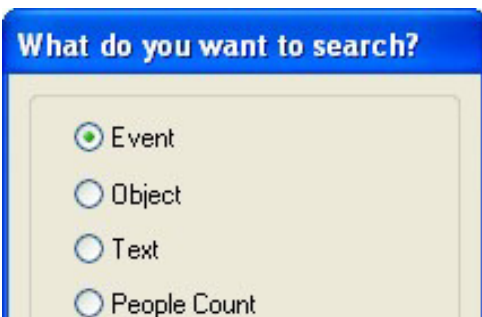 What do you want to search?
Event
Object
Text
People Count